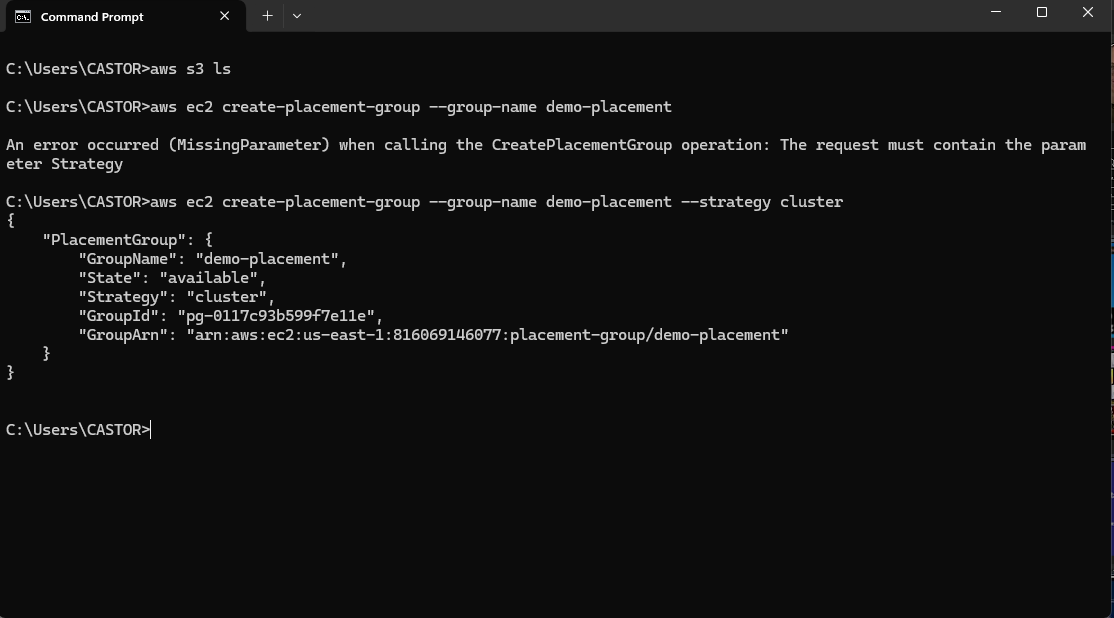 Command Prompt
C:\Users\CASTOR>aws s3 ls
C:\Users\CASTOR>aws ec2 create-placement-group --group-name demo-placement
An error occurred (MissingParameter) when calling the CreatePlacementGroup operation: The request must contain the param
eter Strategy
C:\Users\CASTOR>aws ec2 create-placement-group --group-name demo-placement --strategy cluster
{
    "PlacementGroup": {
        "GroupName": "demo-placement",
        "State": "available",
        "Strategy": "cluster",
        "GroupId": "pg-0117c93b599f7e11e",
        "GroupArn": "arn:aws:ec2:us-east-1:816069146077:placement-group/demo-placement"
    }
}
C:\Users\CASTOR>